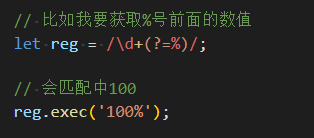 // 比如我要获取%号前面的数值
let reg = /\d+(?=%)/;
// 会匹配中100
reg.exec('100%');